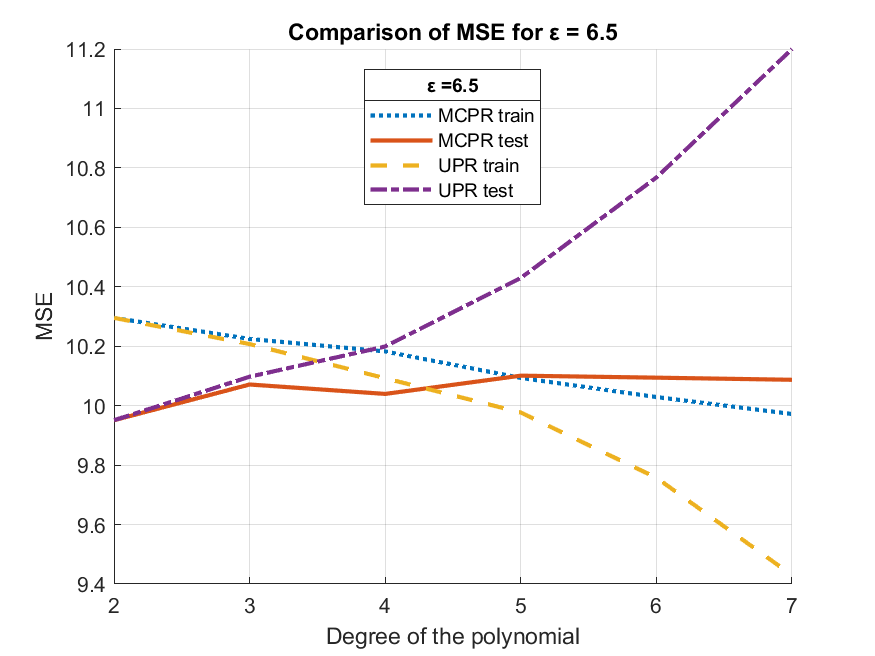 Comparison of MSE for ε = 6.5
11.2
11
10.8
10.6
10.4
10.2
10
9.8
9.6
9.4
MSE
ε =6.5
MCPR train
MCPR test
UPR train
UPR test
2 3 4 5 6 7
Degree of the polynomial